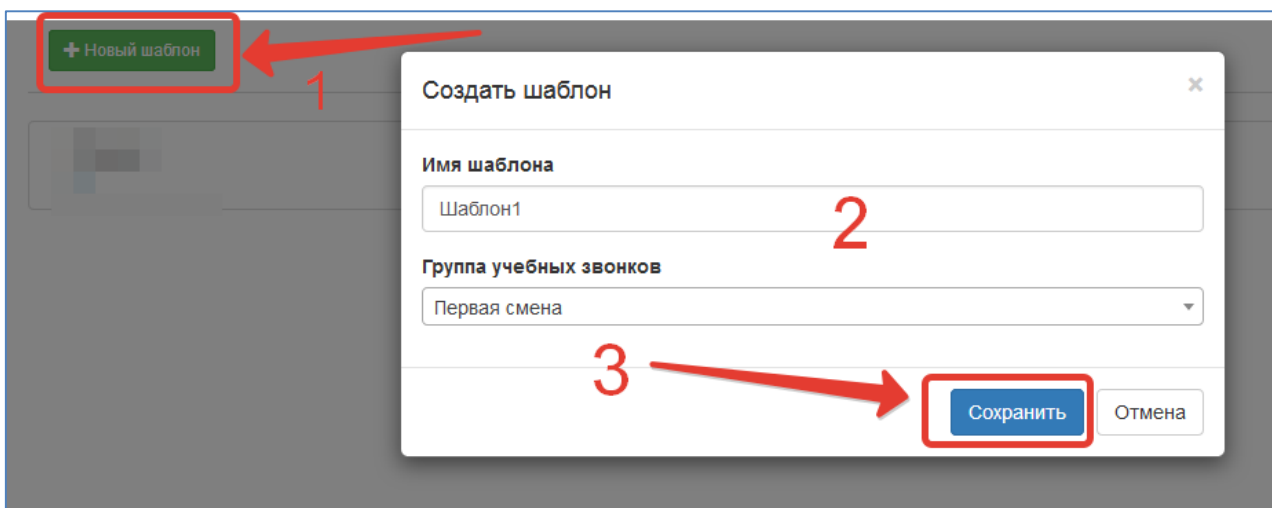 + Новый шаблон
1
Создать шаблон
×
Имя шаблона
Шаблон1
2
Группа учебных звонков
Первая смена
3
Сохранить Отмена